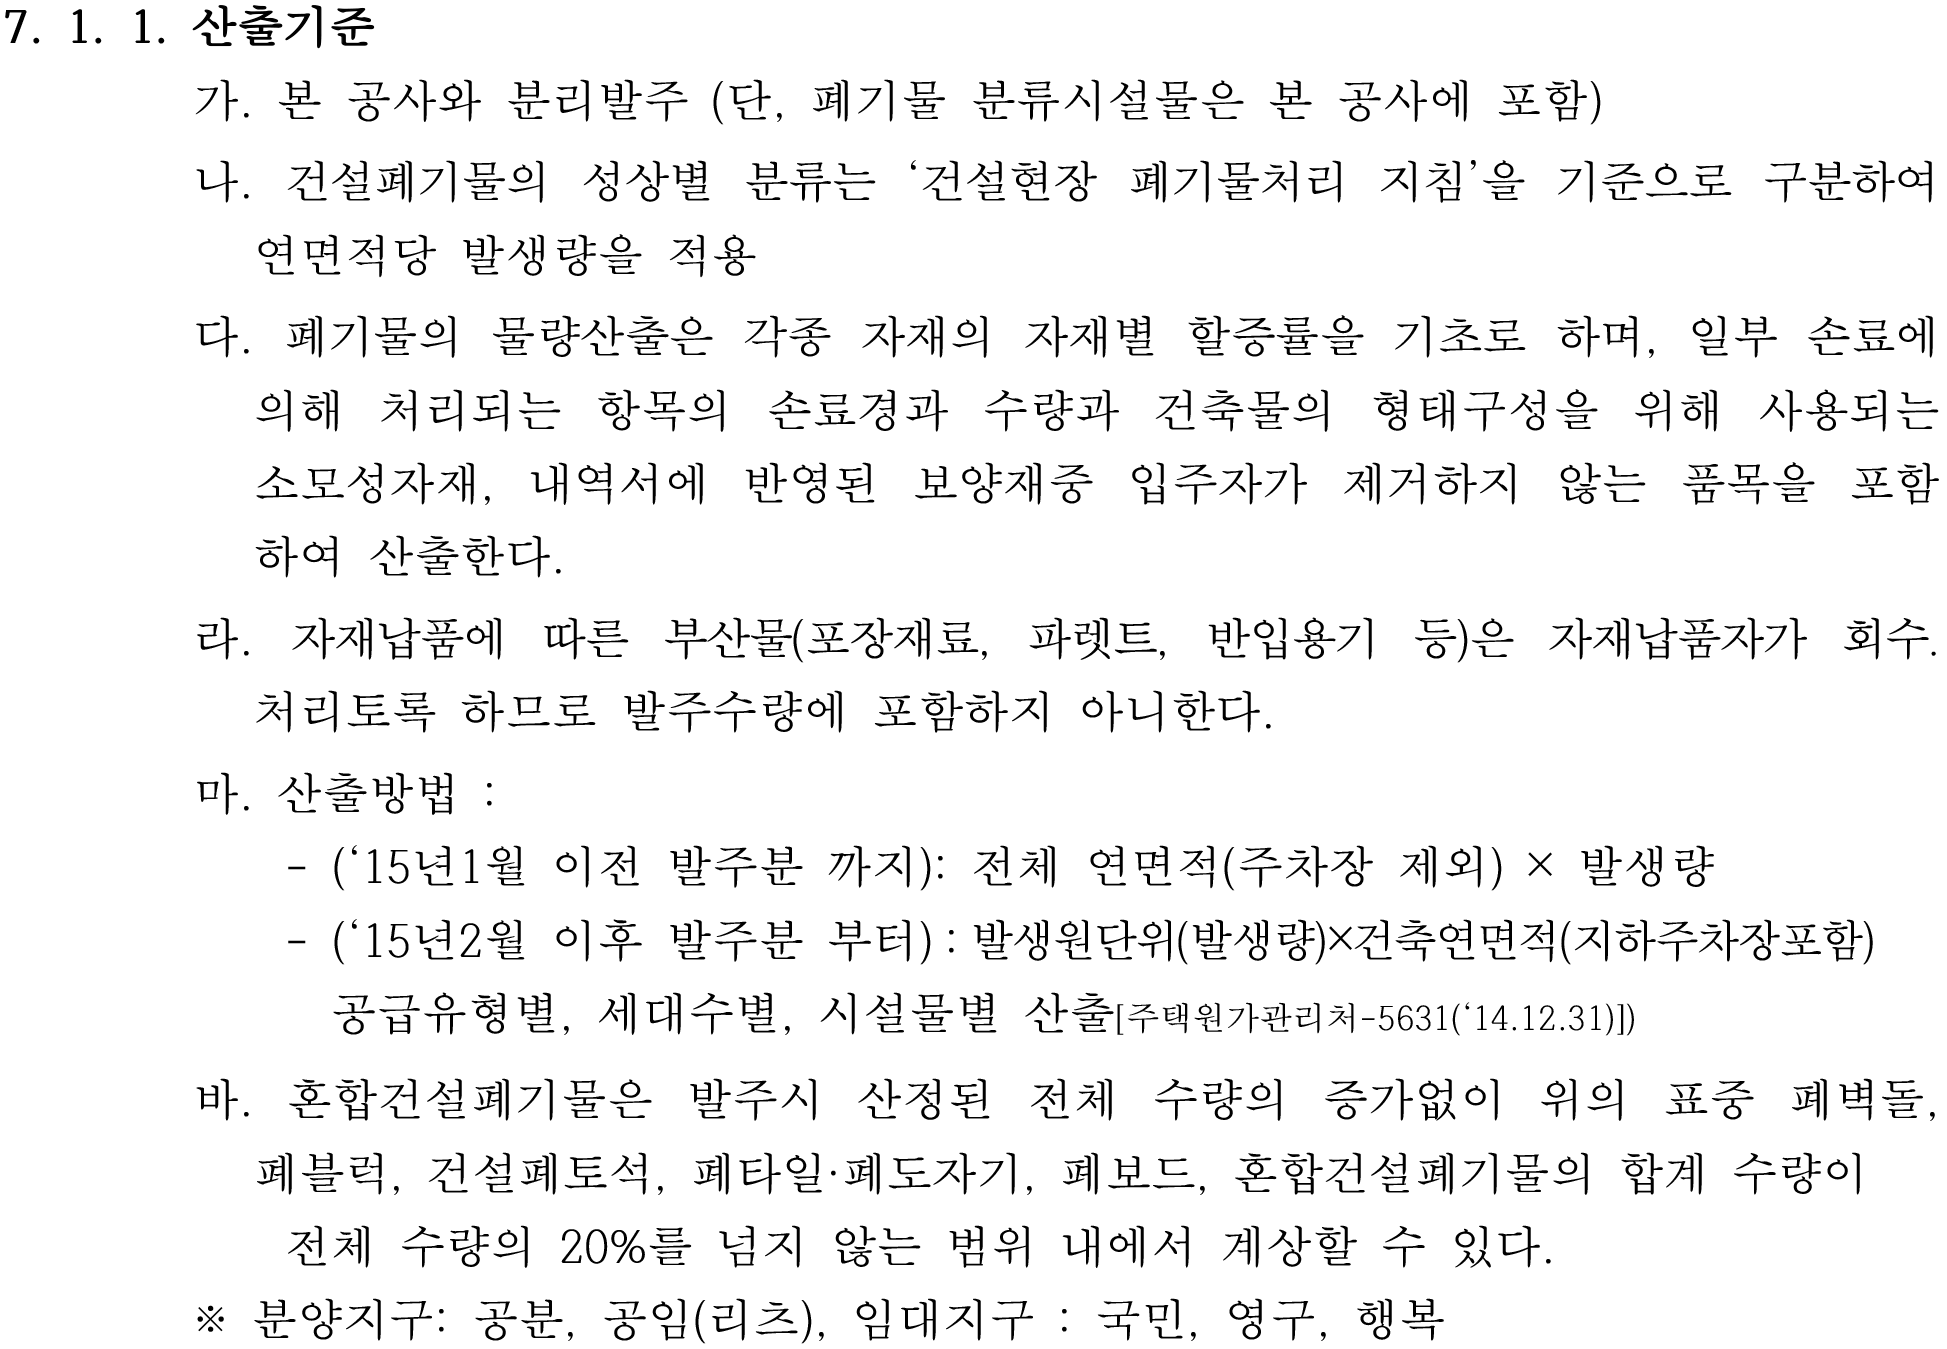 7. 1. 1. 산출기준
가. 본 공사와 분리발주 (단, 폐기물 분류시설물은 본 공사에 포함)
나. 건설폐기물의 성상별 분류는 ‘건설현장 폐기물처리 지침’을 기준으로 구분하여
연면적당 발생량을 적용
다. 폐기물의 물량산출은 각종 자재의 자재별 할증률을 기초로 하며, 일부 손료에
의해 처리되는 항목의 손료경과 수량과 건축물의 형태구성을 위해 사용되는
소모성자재, 내역서에 반영된 보양재중 입주자가 제거하지 않는 품목을 포함
하여 산출한다.
라. 자재납품에 따른 부산물(포장재료, 파렛트, 반입용기 등)은 자재납품자가 회수.
처리토록 하므로 발주수량에 포함하지 아니한다.
마. 산출방법 :
- (‘15년1월 이전 발주분 까지): 전체 연면적(주차장 제외) × 발생량
- (‘15년2월 이후 발주분 부터) : 발생원단위(발생량)×건축연면적(지하주차장포함)
공급유형별, 세대수별, 시설물별 산출[주택원가관리처-5631(‘14.12.31)])
바. 혼합건설폐기물은 발주시 산정된 전체 수량의 증가없이 위의 표중 폐벽돌,
폐블럭, 건설폐토석, 폐타일·폐도자기, 폐보드, 혼합건설폐기물의 합계 수량이
전체 수량의 20%를 넘지 않는 범위 내에서 계상할 수 있다.
※ 분양지구: 공분, 공임(리츠), 임대지구 : 국민, 영구, 행복